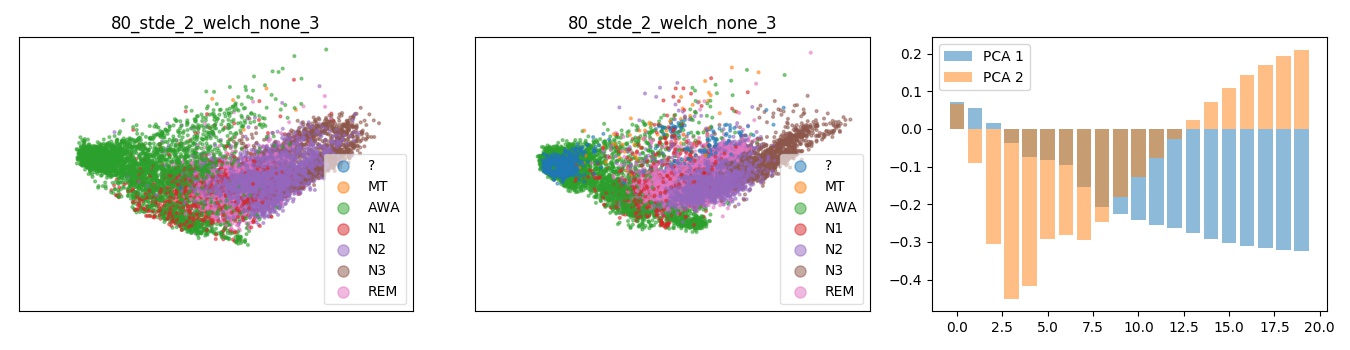 80_stde_2_welch_none_3
?
MT
AWA
N1
N2
N3
REM
80_stde_2_welch_none_3
?
MT
AWA
N1
N2
N3
REM
PCA 1
PCA 2
0.2
0.1
0.0
−0.1
−0.2
−0.3
−0.4
0.0 2.5 5.0 7.5 10.0 12.5 15.0 17.5 20.0